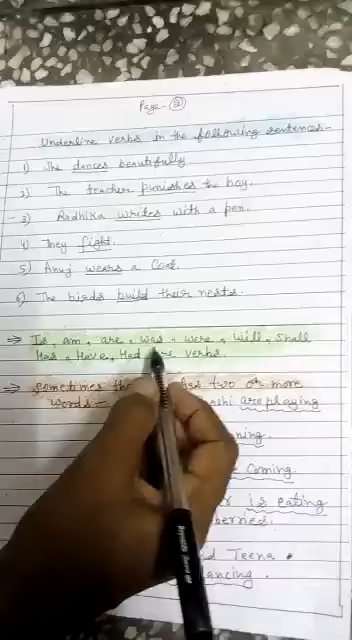 Page - 2
Underline verbs in the following sentences-
1) She dances beautifully
2) The teacher punishes the boy.
3) Radhika writes with a pen.
4) They fight.
5) Anuj wears a Coat.
6) The birds build their nests.
⇒ Is, am, are, was, were, will, shall
Has, Have, Had are verbs.
⇒ Sometimes two or more
words- are playing
Coming.
is eating
berries.
Teena
dancing.